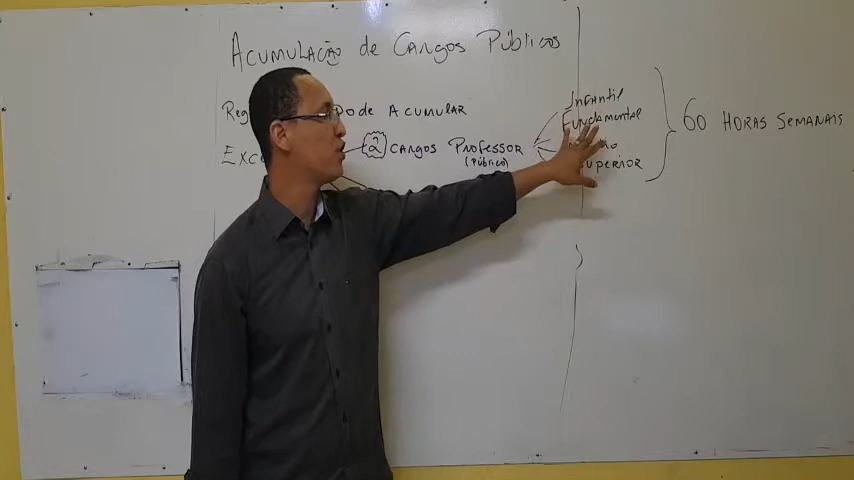 Acumulação de Cargos Públicos
pode Acumular
2 cargos Professor
(Público)
Infantil
Fundamental
Superior
60 Horas Semanais